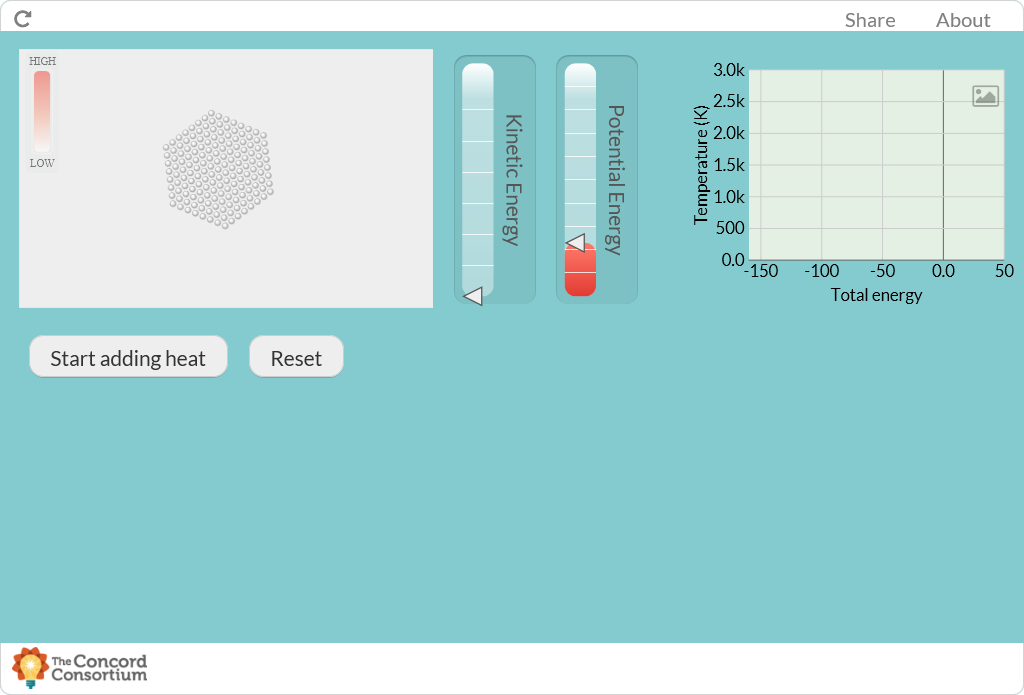 Share
About
HIGH
LOW
Kinetic Energy
Potential Energy
Temperature (K)
3.0k
2.5k
2.0k
1.5k
1.0k
500
0.0
-150
-100
-50
0.0
50
Total energy
Start adding heat
Reset
The Concord
Consortium